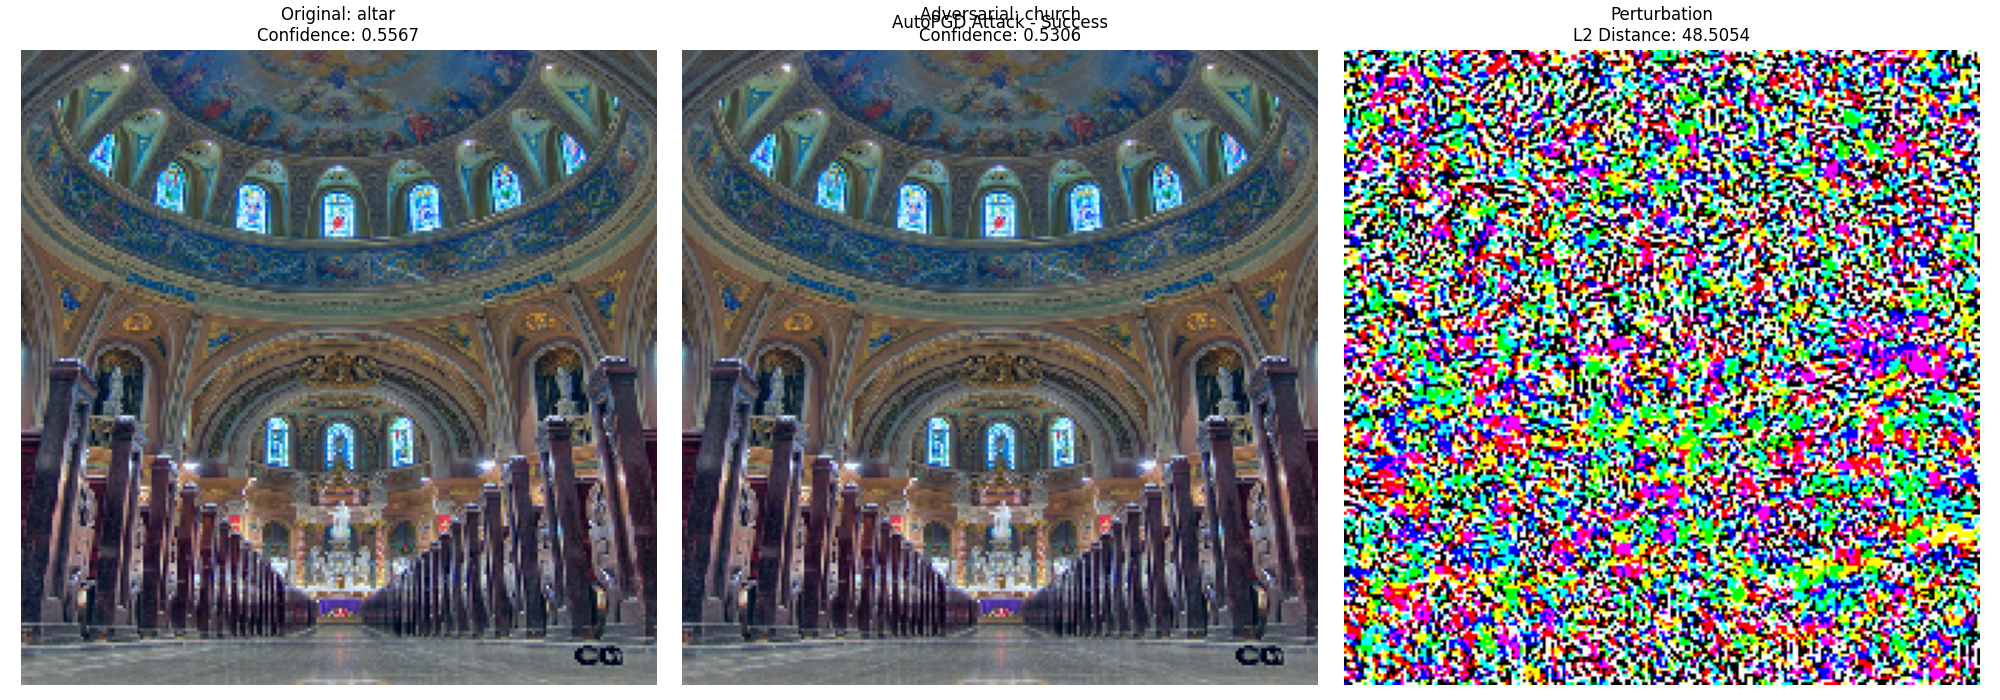 Original: altar
Confidence: 0.5567
Adversarial: church
AutoPGD Attack - Success
Confidence: 0.5306
Perturbation
L2 Distance: 48.5054
CG